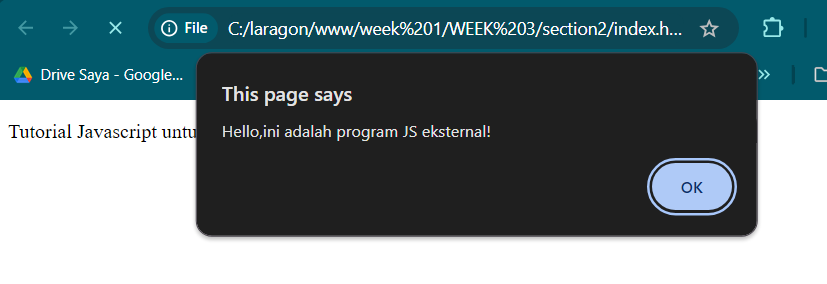 File C:/laragon/www/week%201/WEEK%203/section2/index.h...
Drive Saya - Google...
This page says
Tutorial Javascript untu
Hello,ini adalah program JS eksternal!
OK